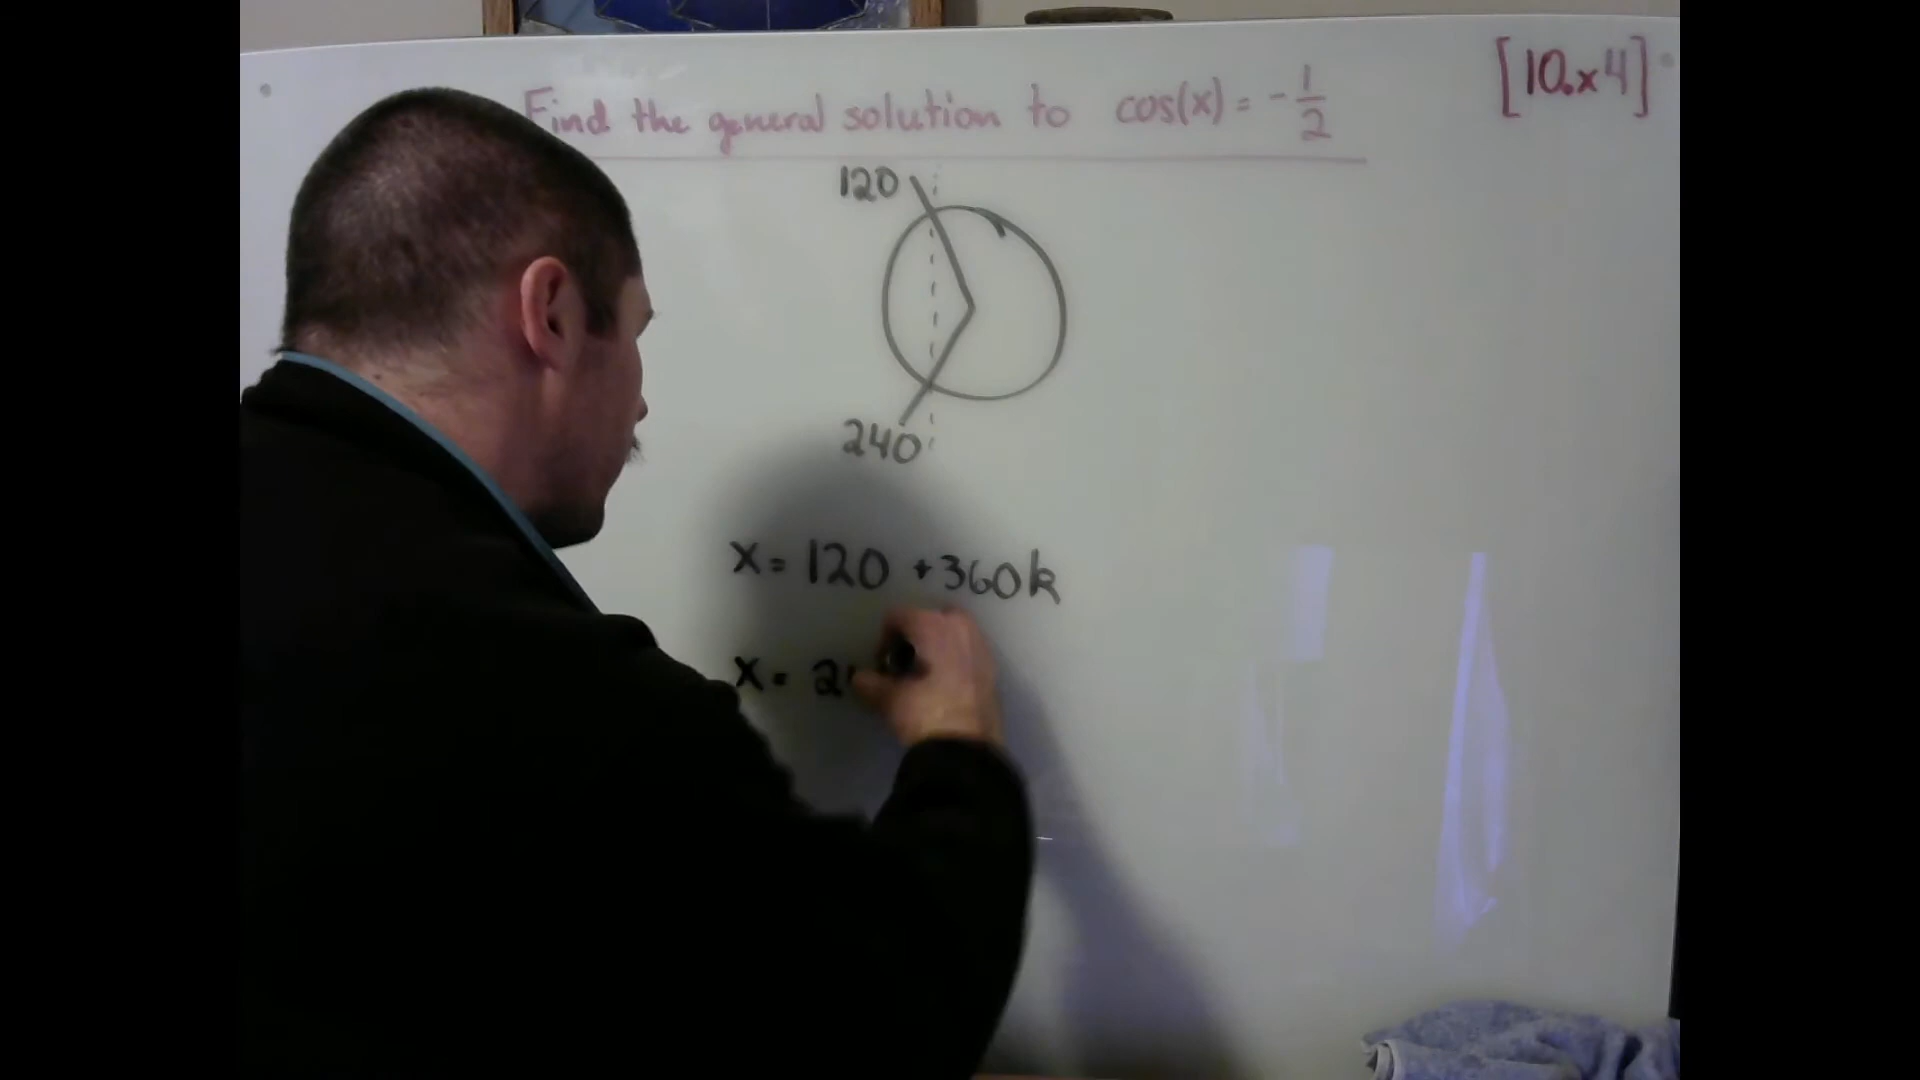 Find the general solution to cos(x) = -1/2
[10.x4]
120
240
x = 120 +360k
x =